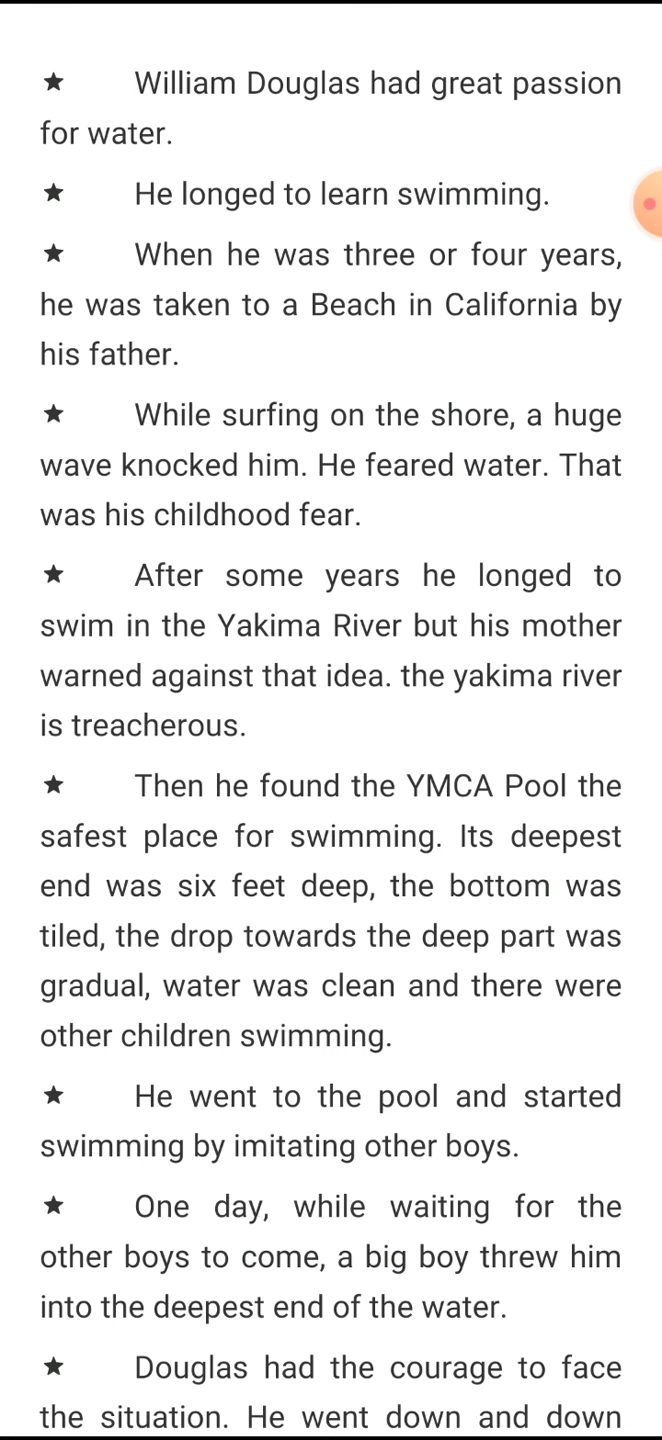 ★ William Douglas had great passion
for water.
★ He longed to learn swimming.
★ When he was three or four years,
he was taken to a Beach in California by
his father.
★ While surfing on the shore, a huge
wave knocked him. He feared water. That
was his childhood fear.
★ After some years he longed to
swim in the Yakima River but his mother
warned against that idea. the yakima river
is treacherous.
★ Then he found the YMCA Pool the
safest place for swimming. Its deepest
end was six feet deep, the bottom was
tiled, the drop towards the deep part was
gradual, water was clean and there were
other children swimming.
★ He went to the pool and started
swimming by imitating other boys.
★ One day, while waiting for the
other boys to come, a big boy threw him
into the deepest end of the water.
★ Douglas had the courage to face
the situation. He went down and down